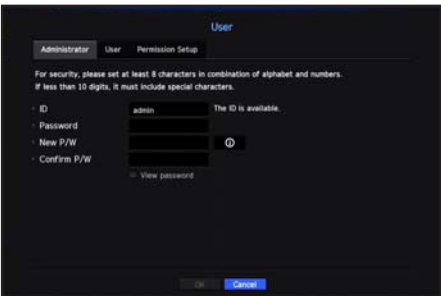 User
Administrator User Permission Setup
For security, please set at least 8 characters in combination of alphabet and numbers.
If less than 10 digits, it must include special characters.
ID admin The ID is available.
Password
New P/W
Confirm P/W
View password
OK Cancel